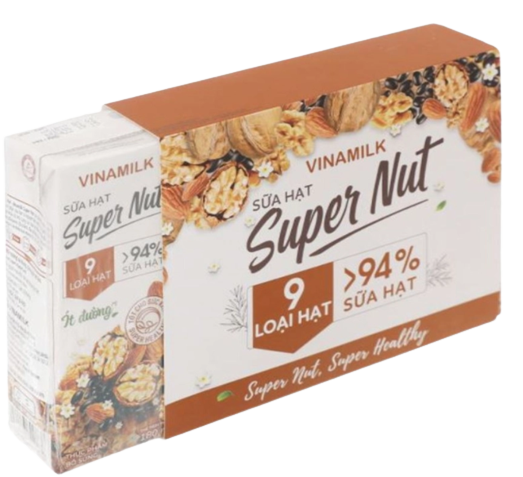 VINAMILK
SỮA HẠT
Super Nut
9
LOẠI HẠT
>94%
SỮA HẠT
Super Nut, Super Healthy
VINAMILK
SỮA HẠT
Super Nut
9
LOẠI HẠT
>94%
SỮA HẠT
Ít đường